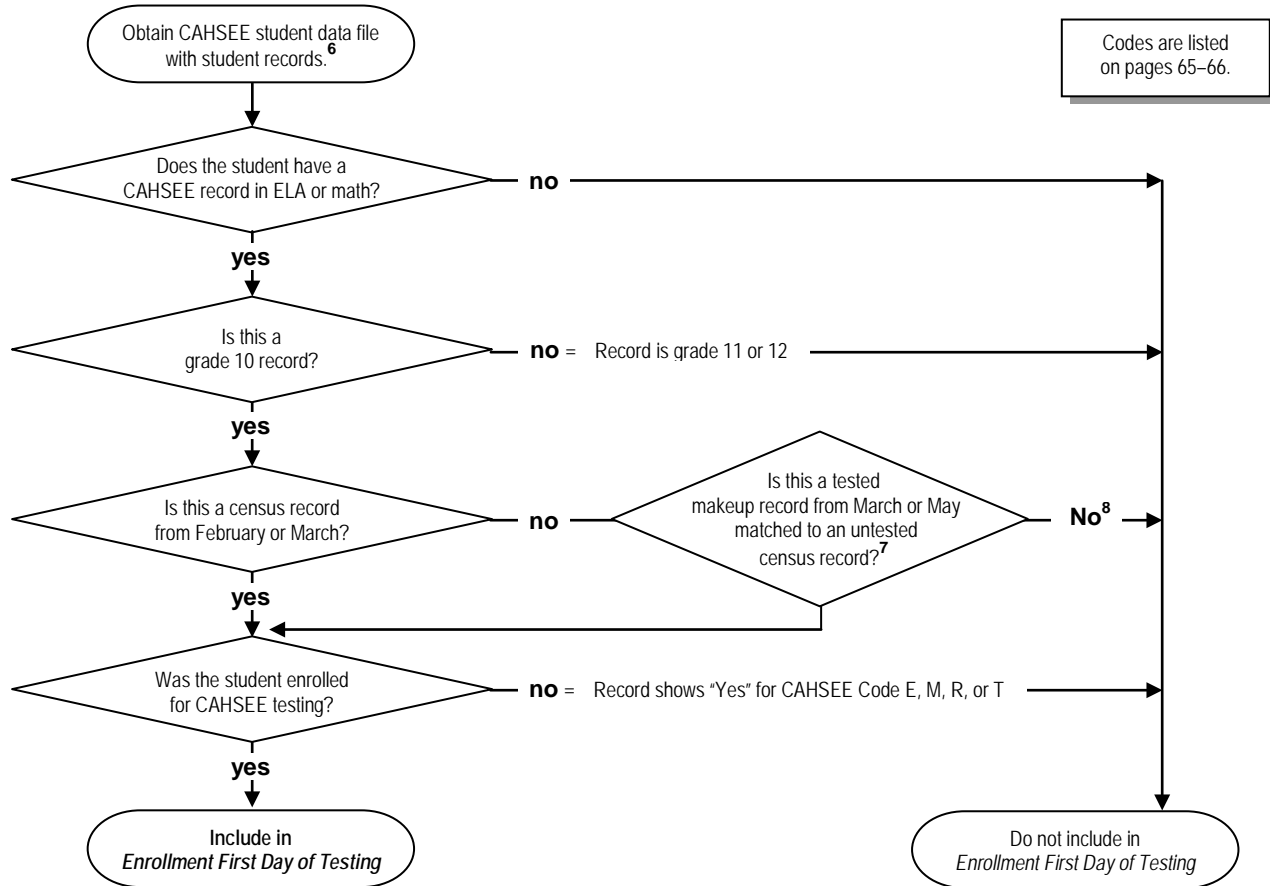 Obtain CAHSEE student data file
with student records.6
Codes are listed
on pages 65–66.
Does the student have a
CAHSEE record in ELA or math?
no
yes
Is this a
grade 10 record?
no = Record is grade 11 or 12
yes
Is this a census record
from February or March?
no
Is this a tested
makeup record from March or May
matched to an untested
census record?7
No8
yes
Was the student enrolled
for CAHSEE testing?
no = Record shows “Yes” for CAHSEE Code E, M, R, or T
yes
Include in
Enrollment First Day of Testing
Do not include in
Enrollment First Day of Testing